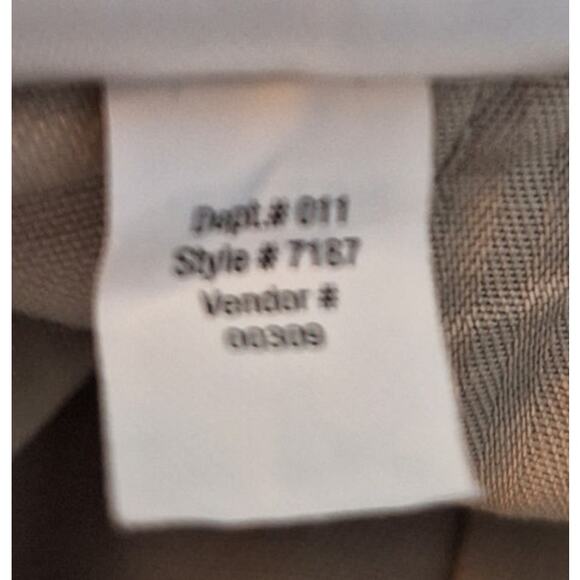 Dept.# 011
Style # 7187
Vendor #
00309